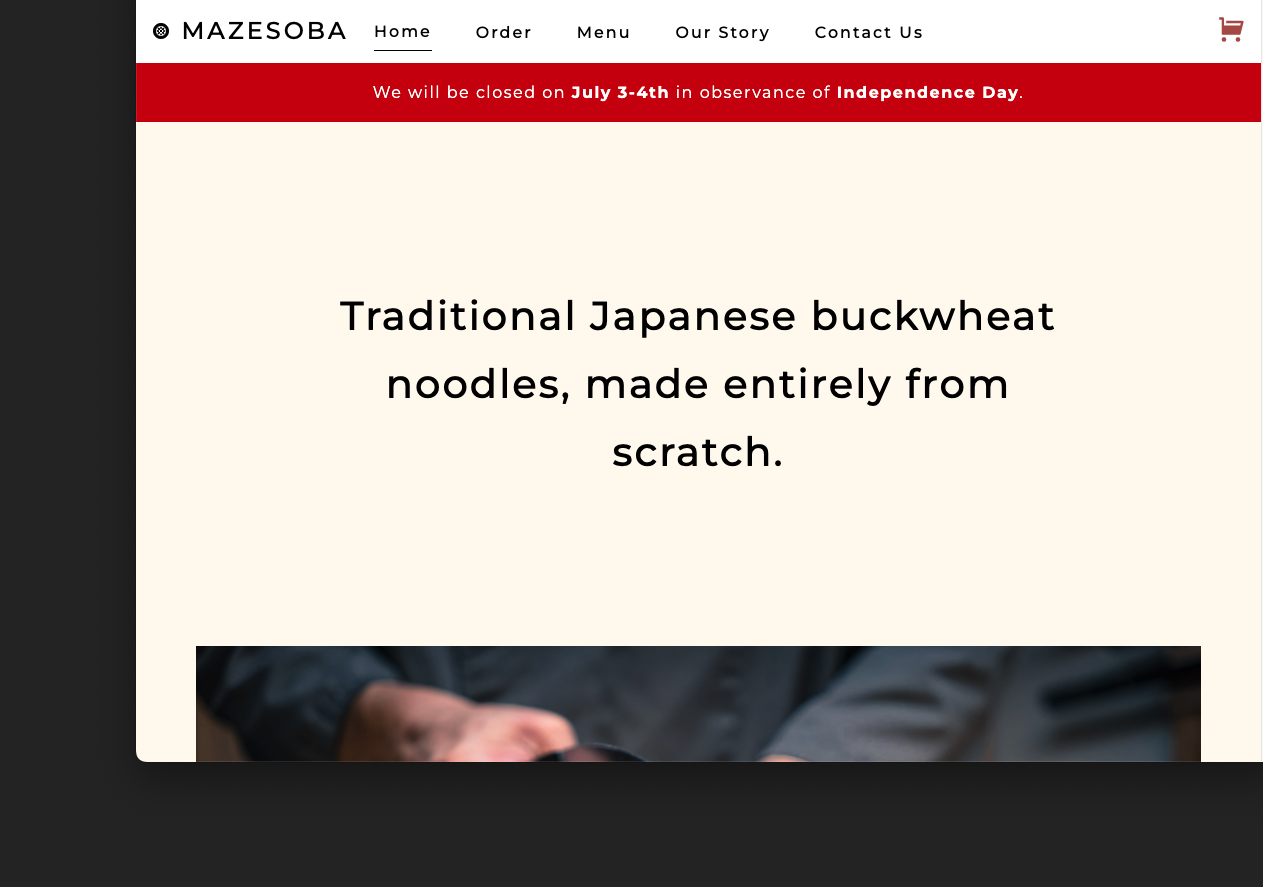 MAZESOBA Home Order Menu Our Story Contact Us
We will be closed on July 3-4th in observance of Independence Day.
Traditional Japanese buckwheat
noodles, made entirely from
scratch.